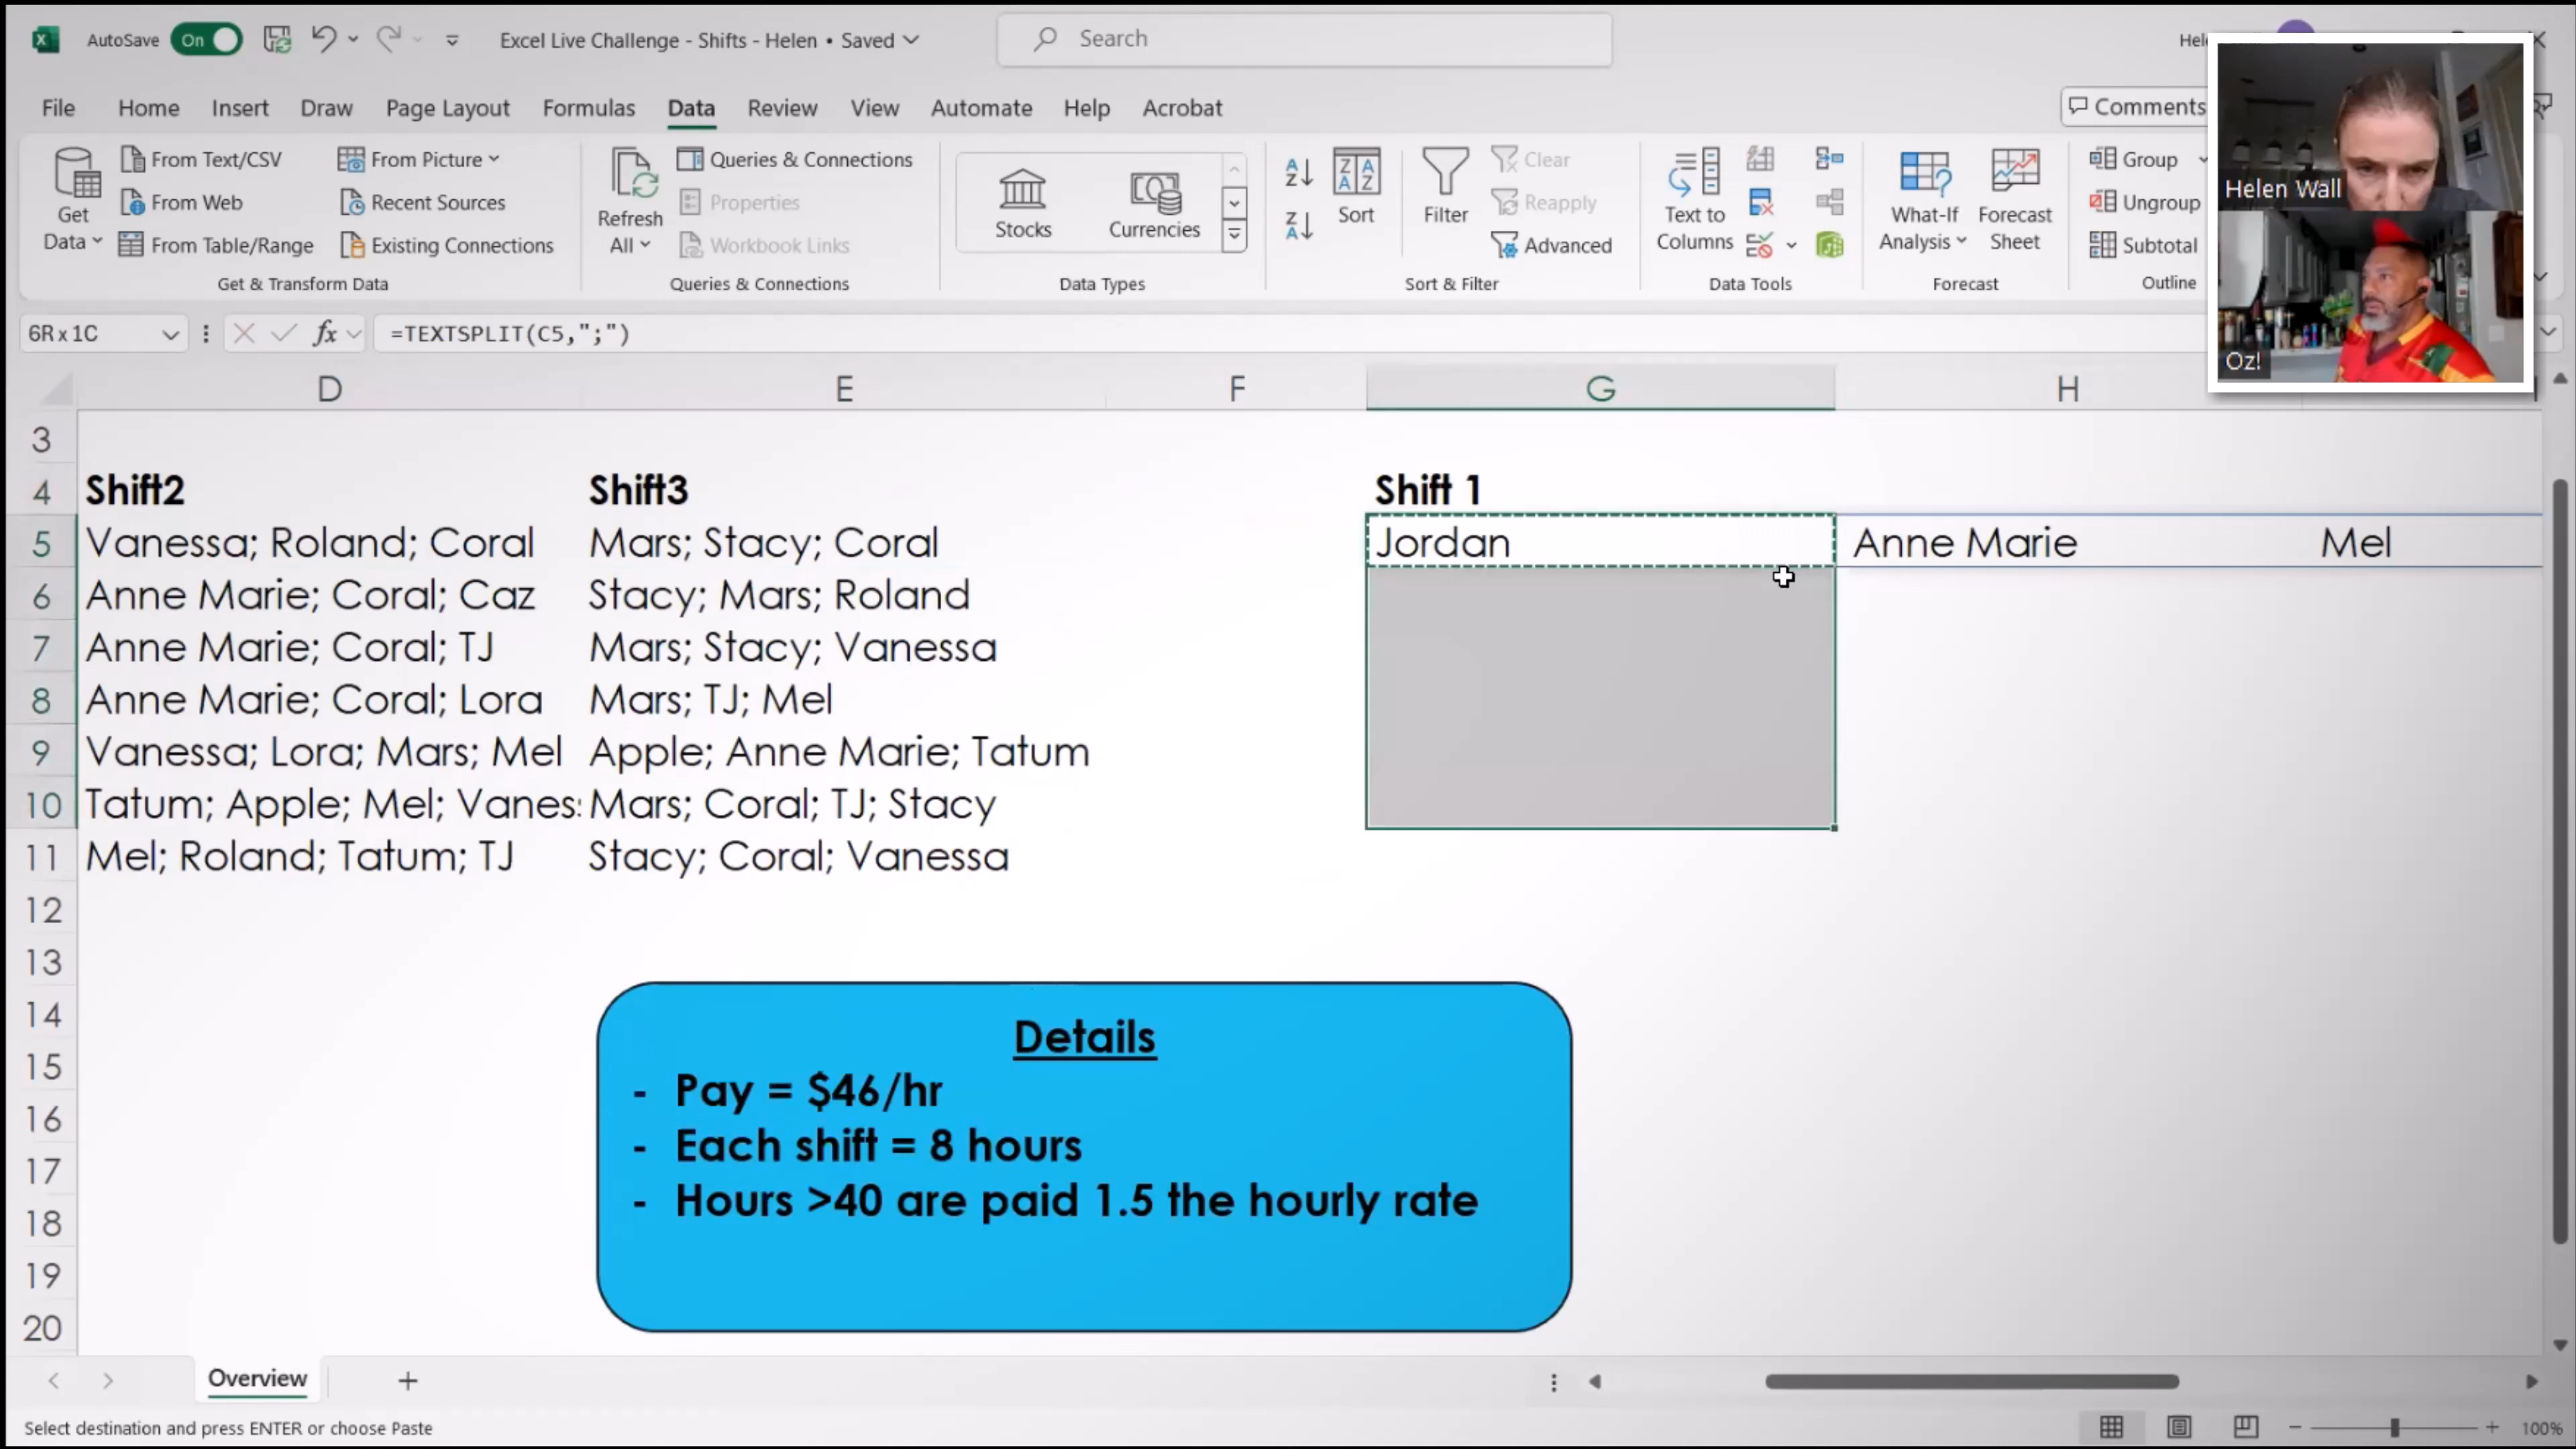 AutoSave On Excel Live Challenge - Shifts - Helen • Saved Search
File Home Insert Draw Page Layout Formulas Data Review View Automate Help Acrobat Comments
Get Data
From Text/CSV
From Web
From Table/Range
From Picture
Recent Sources
Existing Connections
Get & Transform Data
Refresh All
Queries & Connections
Properties
Workbook Links
Queries & Connections
Stocks
Currencies
Data Types
Sort
Filter
Clear
Reapply
Advanced
Sort & Filter
Text to Columns
Data Tools
What-If Analysis
Forecast Sheet
Forecast
Group
Ungroup
Subtotal
Outline
Helen Wall
Oz!
6R x 1C fx =TEXTSPLIT(C5,";")
D E F G H
3
4 Shift2 Shift3 Shift 1
5 Vanessa; Roland; Coral Mars; Stacy; Coral Jordan Anne Marie Mel
6 Anne Marie; Coral; Caz Stacy; Mars; Roland
7 Anne Marie; Coral; TJ Mars; Stacy; Vanessa
8 Anne Marie; Coral; Lora Mars; TJ; Mel
9 Vanessa; Lora; Mars; Mel Apple; Anne Marie; Tatum
10 Tatum; Apple; Mel; Vanes Mars; Coral; TJ; Stacy
11 Mel; Roland; Tatum; TJ Stacy; Coral; Vanessa
12
13
14
15
16
17
18
19
20
Details
- Pay = $46/hr
- Each shift = 8 hours
- Hours >40 are paid 1.5 the hourly rate
Overview
Select destination and press ENTER or choose Paste 100%